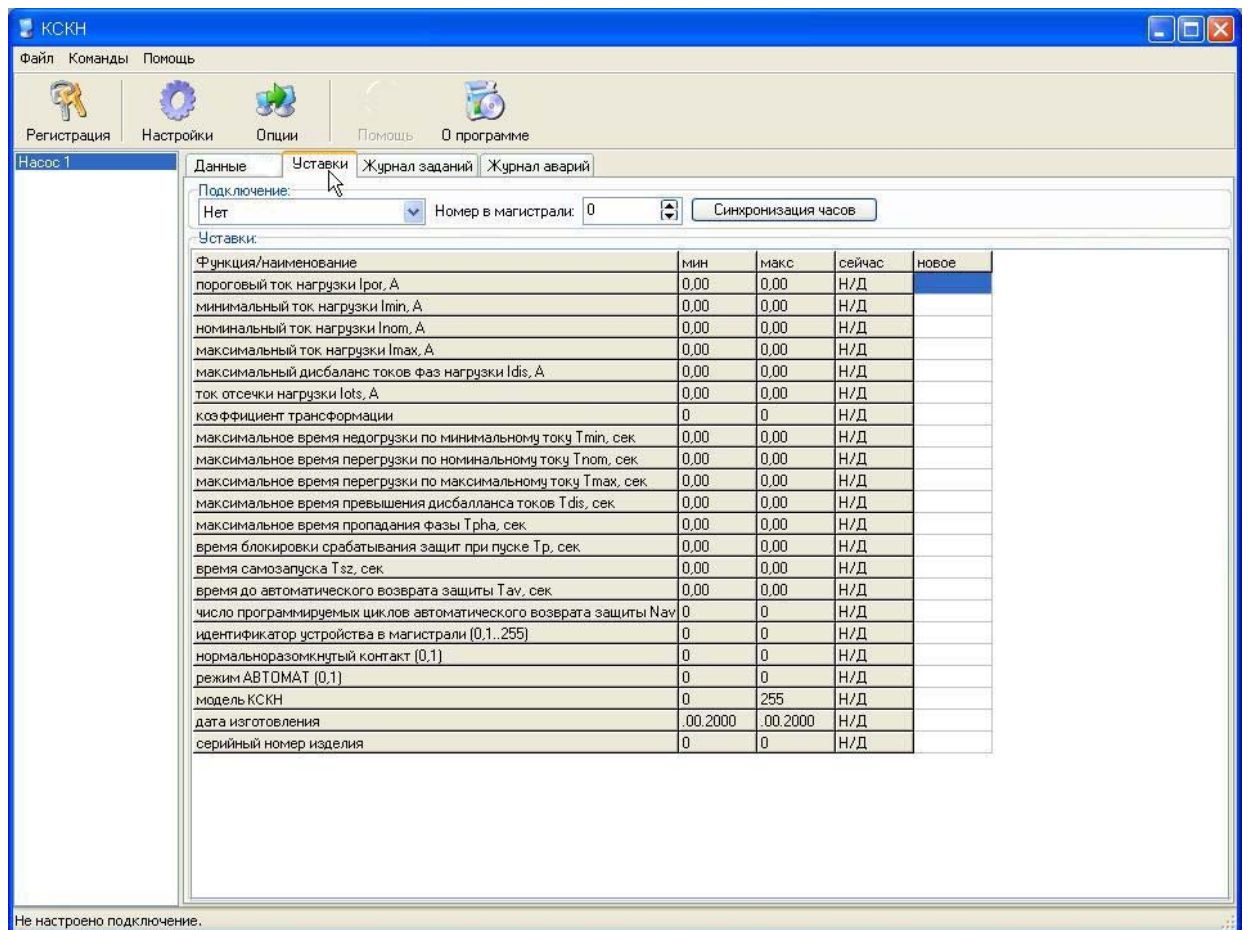 КСКН
Файл Команды Помощь
Регистрация Настройки Опции Помощь О программе
Насос 1
Данные Уставки Журнал заданий Журнал аварий
Подключение:
Нет Номер в магистрали: 0 Синхронизация часов
Уставки:
Функция/наименование мин макс сейчас новое
пороговый ток нагрузки Ipor, А 0,00 0,00 Н/Д
минимальный ток нагрузки Imin, А 0,00 0,00 Н/Д
номинальный ток нагрузки Inom, А 0,00 0,00 Н/Д
максимальный ток нагрузки Imax, А 0,00 0,00 Н/Д
максимальный дисбаланс токов фаз нагрузки Idis, А 0,00 0,00 Н/Д
ток отсечки нагрузки Iots, А 0,00 0,00 Н/Д
коэффициент трансформации 0 0 Н/Д
максимальное время недогрузки по минимальному току Tmin, сек 0,00 0,00 Н/Д
максимальное время перегрузки по номинальному току Tnom, сек 0,00 0,00 Н/Д
максимальное время перегрузки по максимальному току Tmax, сек 0,00 0,00 Н/Д
максимальное время превышения дисбалланса токов Tdis, сек 0,00 0,00 Н/Д
максимальное время пропадания фазы Tpha, сек 0,00 0,00 Н/Д
время блокировки срабатывания защит при пуске Tp, сек 0,00 0,00 Н/Д
время самозапуска Tsz, сек 0,00 0,00 Н/Д
время до автоматического возврата защиты Tav, сек 0,00 0,00 Н/Д
число программируемых циклов автоматического возврата защиты Nav 0 0 Н/Д
идентификатор устройства в магистрали (0,1..255) 0 0 Н/Д
нормальноразомкнутый контакт (0,1) 0 0 Н/Д
режим АВТОМАТ (0,1) 0 0 Н/Д
модель КСКН 0 255 Н/Д
дата изготовления .00.2000 .00.2000 Н/Д
серийный номер изделия 0 0 Н/Д
Не настроено подключение.